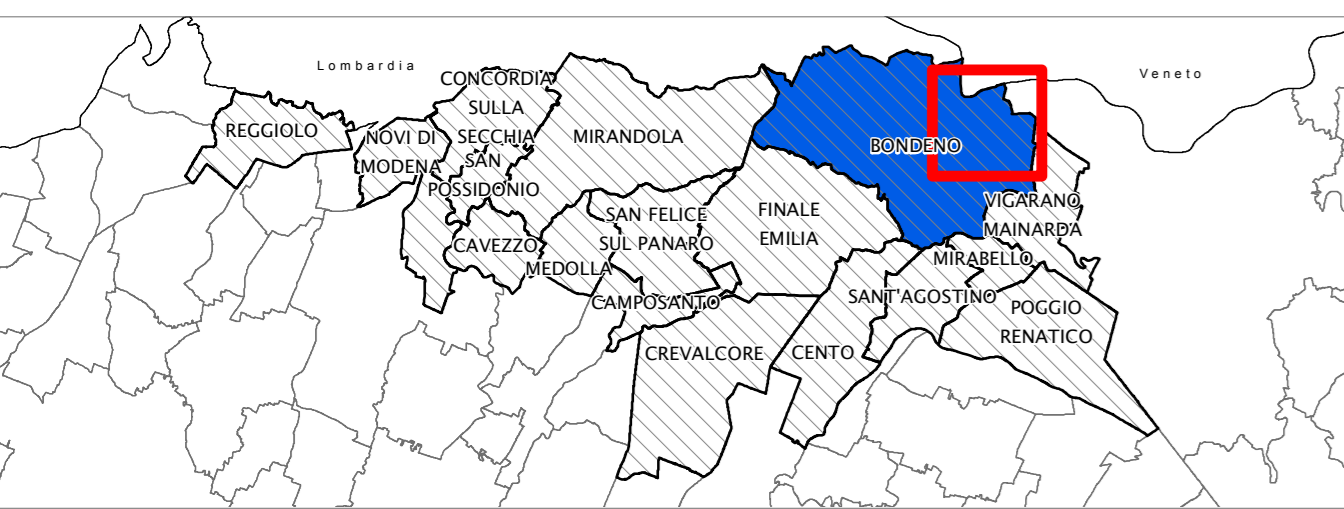 Lombardia
Veneto
CONCORDIA
SULLA
SECCHIA
REGGIOLO
NOVI DI
MODENA
MIRANDOLA
BONDENO
SAN
POSSIDONIO
SAN FELICE
SUL PANARO
FINALE
EMILIA
VIGARANO
MAINARDA
CAVEZZO
MEDOLLA
MIRABELLO
CAMPOSANTO
SANT'AGOSTINO
POGGIO
RENATICO
CREVALCORE
CENTO